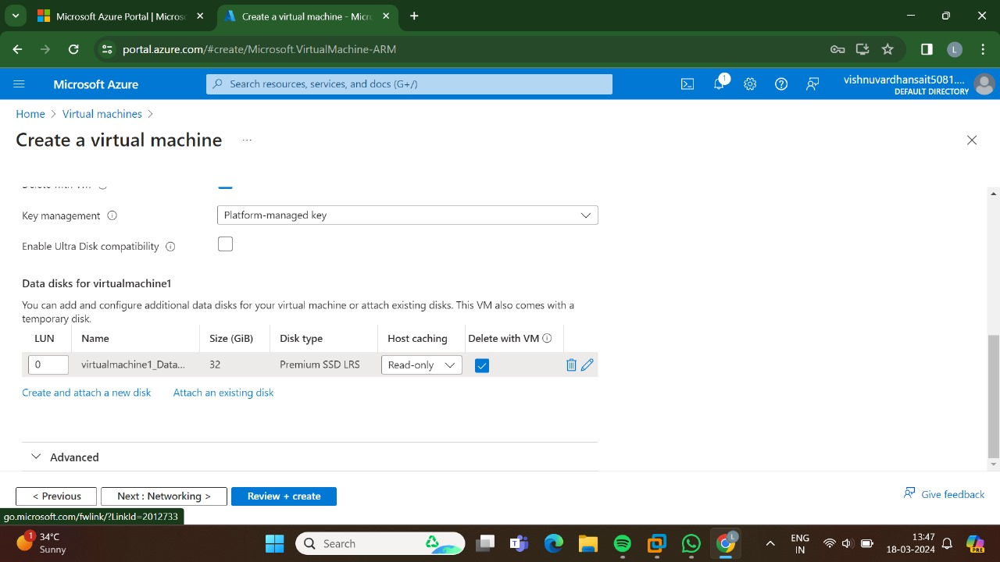 Microsoft Azure Portal | Micros
Create a virtual machine - Micr
portal.azure.com/#create/Microsoft.VirtualMachine-ARM
L
Microsoft Azure
Search resources, services, and docs (G+/)
1
vishnuvardhansait5081....
DEFAULT DIRECTORY
Home > Virtual machines >
Create a virtual machine ...
Key management
Platform-managed key
Enable Ultra Disk compatibility
Data disks for virtualmachine1
You can add and configure additional data disks for your virtual machine or attach existing disks. This VM also comes with a
temporary disk.
LUN Name Size (GiB) Disk type Host caching Delete with VM
0 virtualmachine1_Data... 32 Premium SSD LRS Read-only
Create and attach a new disk Attach an existing disk
Advanced
< Previous Next : Networking > Review + create
Give feedback
go.microsoft.com/fwlink/?LinkId=2012733
1
34°C
Sunny
Search
L
ENG
IN
13:47
18-03-2024
PRE